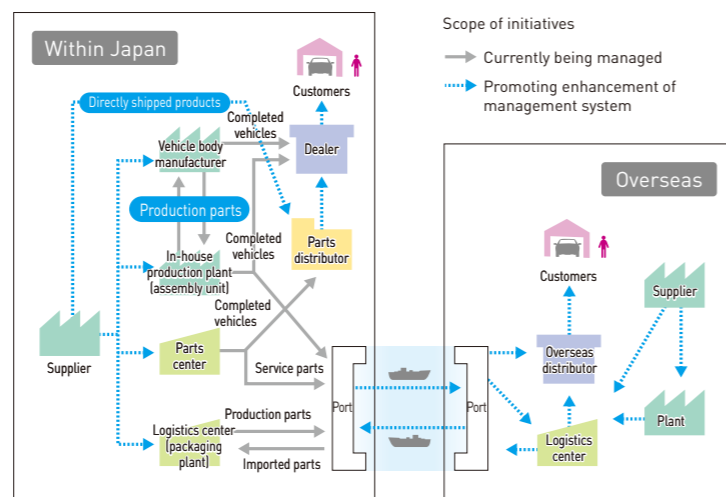 Scope of initiatives
Currently being managed
Promoting enhancement of
management system
Within Japan
Customers
Directly shipped products
Completed
vehicles
Vehicle body
manufacturer
Dealer
Production parts
Completed
vehicles
Parts
distributor
In-house
production plant
(assembly unit)
Completed
vehicles
Supplier
Parts
center
Service parts
Port
Production parts
Logistics center
(packaging
plant)
Imported parts
Overseas
Customers
Supplier
Overseas
distributor
Port
Plant
Logistics
center